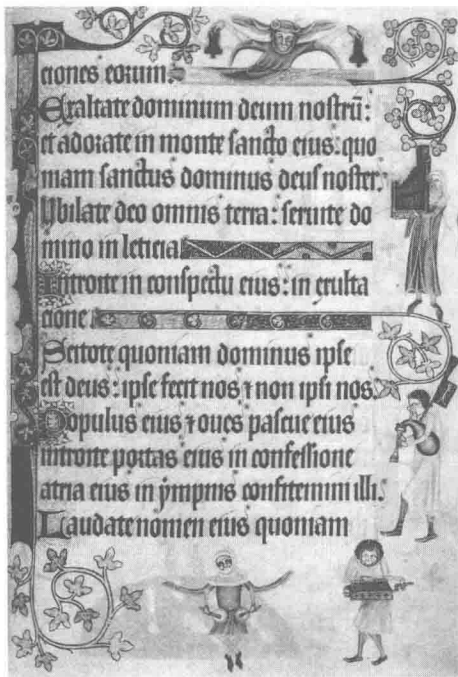 ciones eorum.
Exaltate dominum deum nostrū:
et adorate in monte sancto eius: quo
niam sanctus dominus deus noster.
Iubilate deo omnis terra: seruite do
mino in leticia
Introite in conspectu eius: in exulta
cione
Scitote quoniam dominus ipse
est deus: ipse fecit nos ⁊ non ipsi nos.
Populus eius ⁊ oues pascue eius
introite portas eius in confessione
atria eius in ympnis confitemini illi.
Laudate nomen eius quoniam